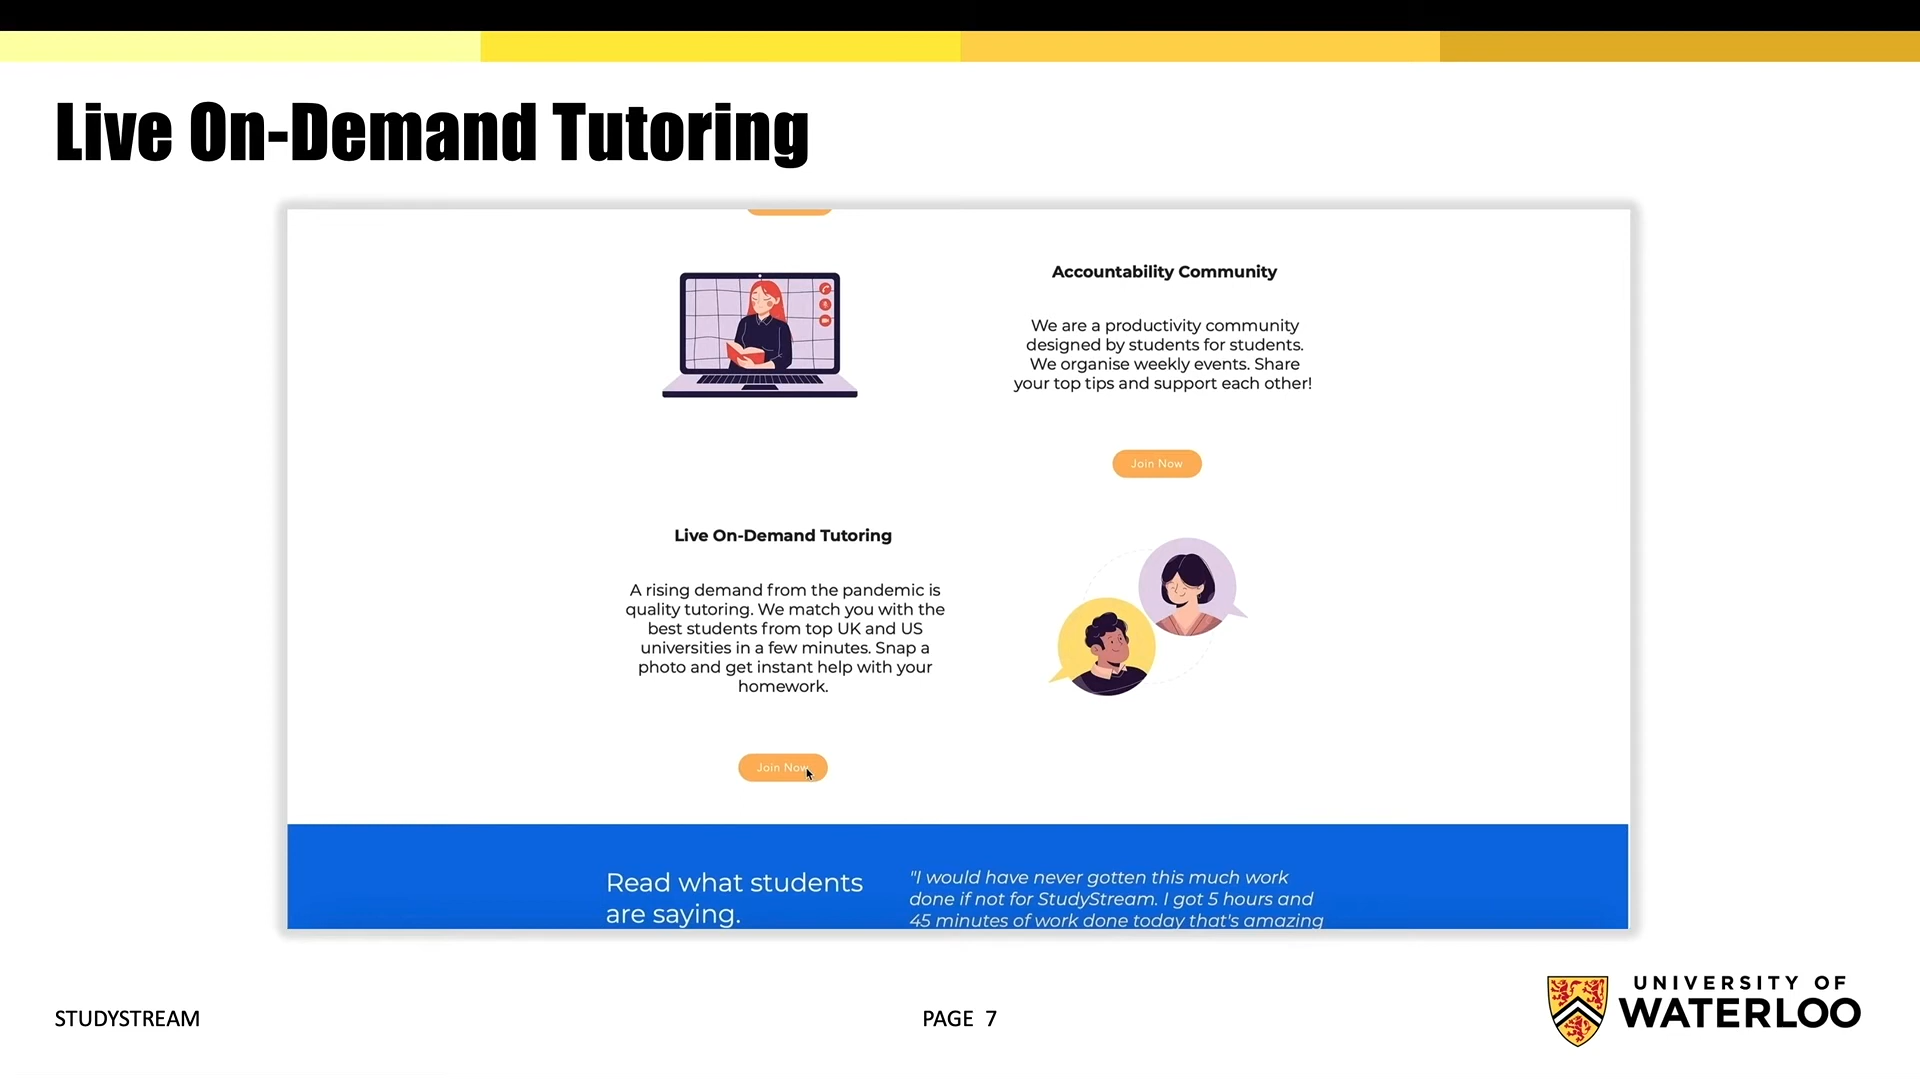 Live On-Demand Tutoring
Accountability Community
We are a productivity community
designed by students for students.
We organise weekly events. Share
your top tips and support each other!
Join Now
Live On-Demand Tutoring
A rising demand from the pandemic is
quality tutoring. We match you with the
best students from top UK and US
universities in a few minutes. Snap a
photo and get instant help with your
homework.
Join Now
Read what students
are saying.
"I would have never gotten this much work
done if not for StudyStream. I got 5 hours and
45 minutes of work done today that's amazing
STUDYSTREAM
PAGE 7
UNIVERSITY OF
WATERLOO